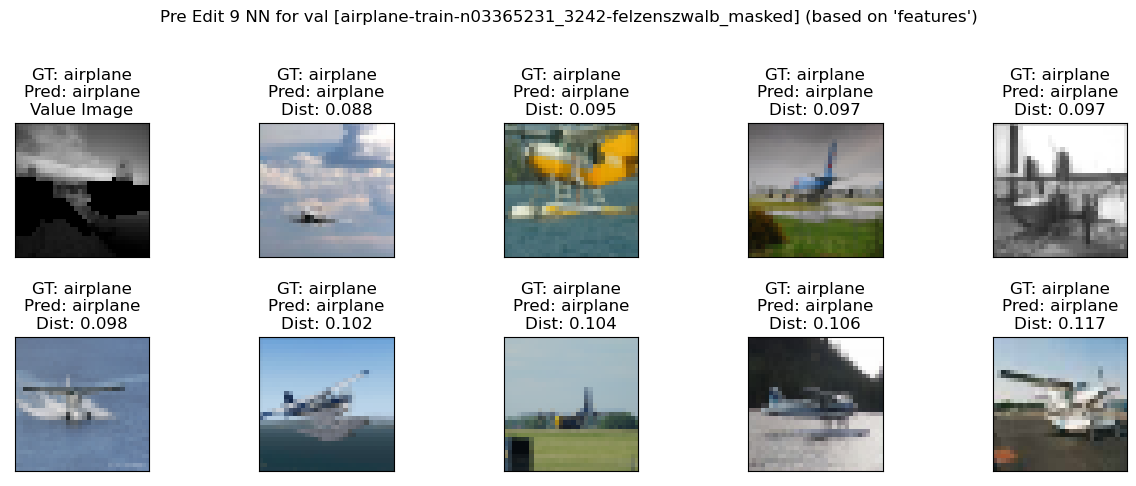 Pre Edit 9 NN for val [airplane-train-n03365231_3242-felzenszwalb_masked] (based on 'features')
GT: airplane
Pred: airplane
Value Image
GT: airplane
Pred: airplane
Dist: 0.088
GT: airplane
Pred: airplane
Dist: 0.095
GT: airplane
Pred: airplane
Dist: 0.097
GT: airplane
Pred: airplane
Dist: 0.097
GT: airplane
Pred: airplane
Dist: 0.098
GT: airplane
Pred: airplane
Dist: 0.102
GT: airplane
Pred: airplane
Dist: 0.104
GT: airplane
Pred: airplane
Dist: 0.106
GT: airplane
Pred: airplane
Dist: 0.117